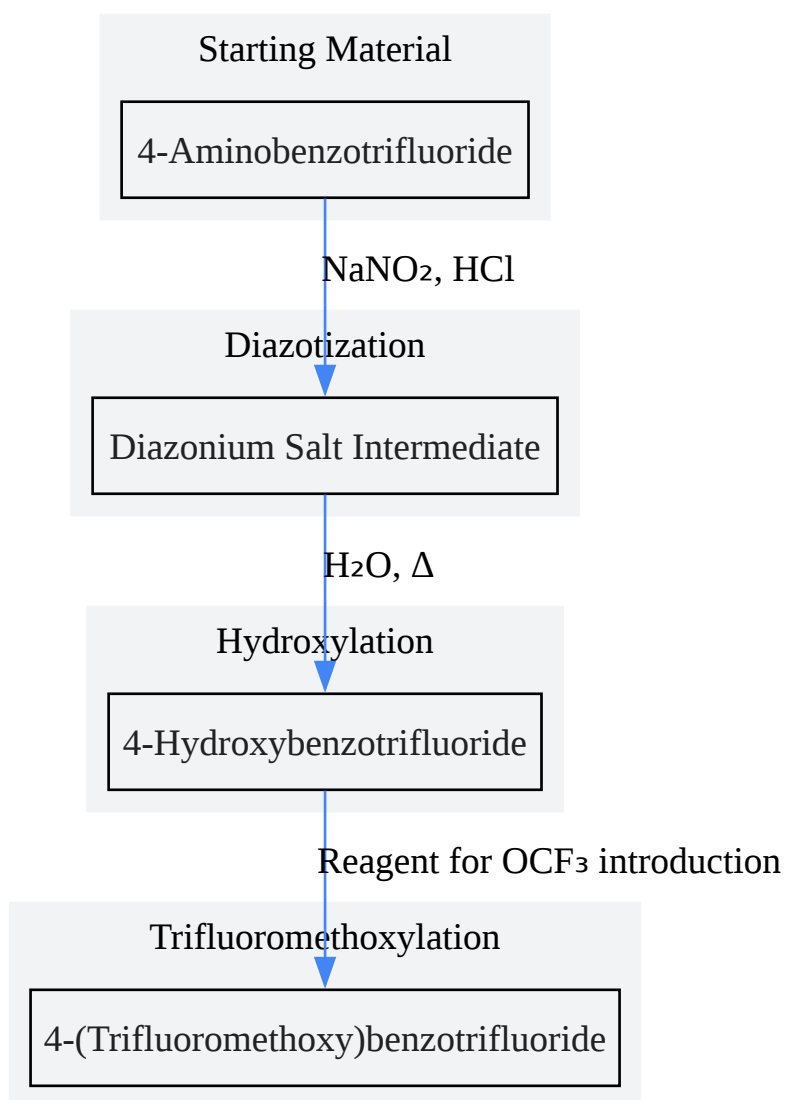 Starting Material
4-Aminobenzotrifluoride
NaNO₂, HCl
Diazotization
Diazonium Salt Intermediate
H₂O, Δ
Hydroxylation
4-Hydroxybenzotrifluoride
Reagent for OCF₃ introduction
Trifluoromethoxylation
4-(Trifluoromethoxy)benzotrifluoride